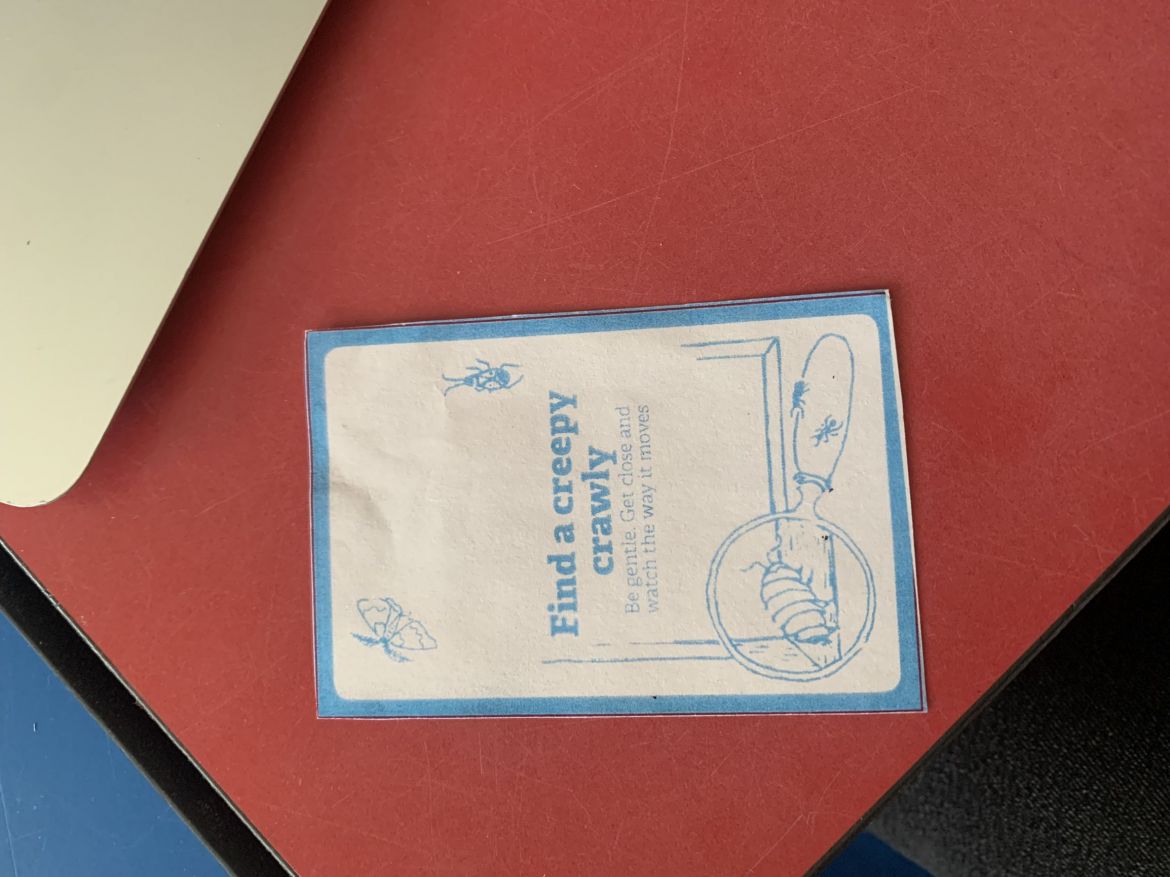 Find a creepy
crawly
Be gentle. Get close and
watch the way it moves